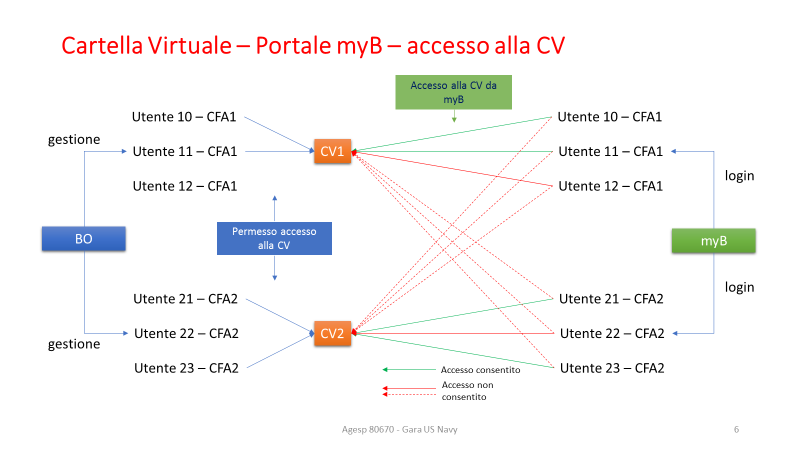 Cartella Virtuale – Portale myB – accesso alla CV
Accesso alla CV da
myB
Utente 10 – CFA1
Utente 10 – CFA1
gestione
Utente 11 – CFA1
CV1
Utente 11 – CFA1
login
Utente 12 – CFA1
Utente 12 – CFA1
Permesso accesso
alla CV
BO
myB
login
Utente 21 – CFA2
Utente 21 – CFA2
gestione
Utente 22 – CFA2
CV2
Utente 22 – CFA2
Utente 23 – CFA2
Utente 23 – CFA2
Accesso consentito
Accesso non
consentito
Agesp 80670 - Gara US Navy
6